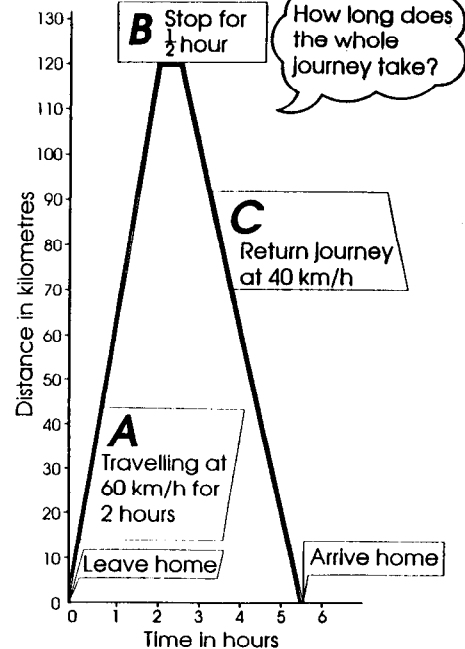 130
120
110
100
90
80
70
60
50
40
30
20
10
0
Distance in kilometres
B Stop for
½ hour
How long does
the whole
journey take?
C
Return journey
at 40 km/h
A
Travelling at
60 km/h for
2 hours
Leave home
Arrive home
0 1 2 3 4 5 6
Time in hours